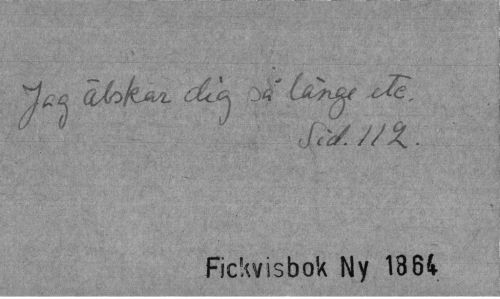 Jag älskar dig så länge etc.
Sid. 112.
Fickvisbok Ny 1864